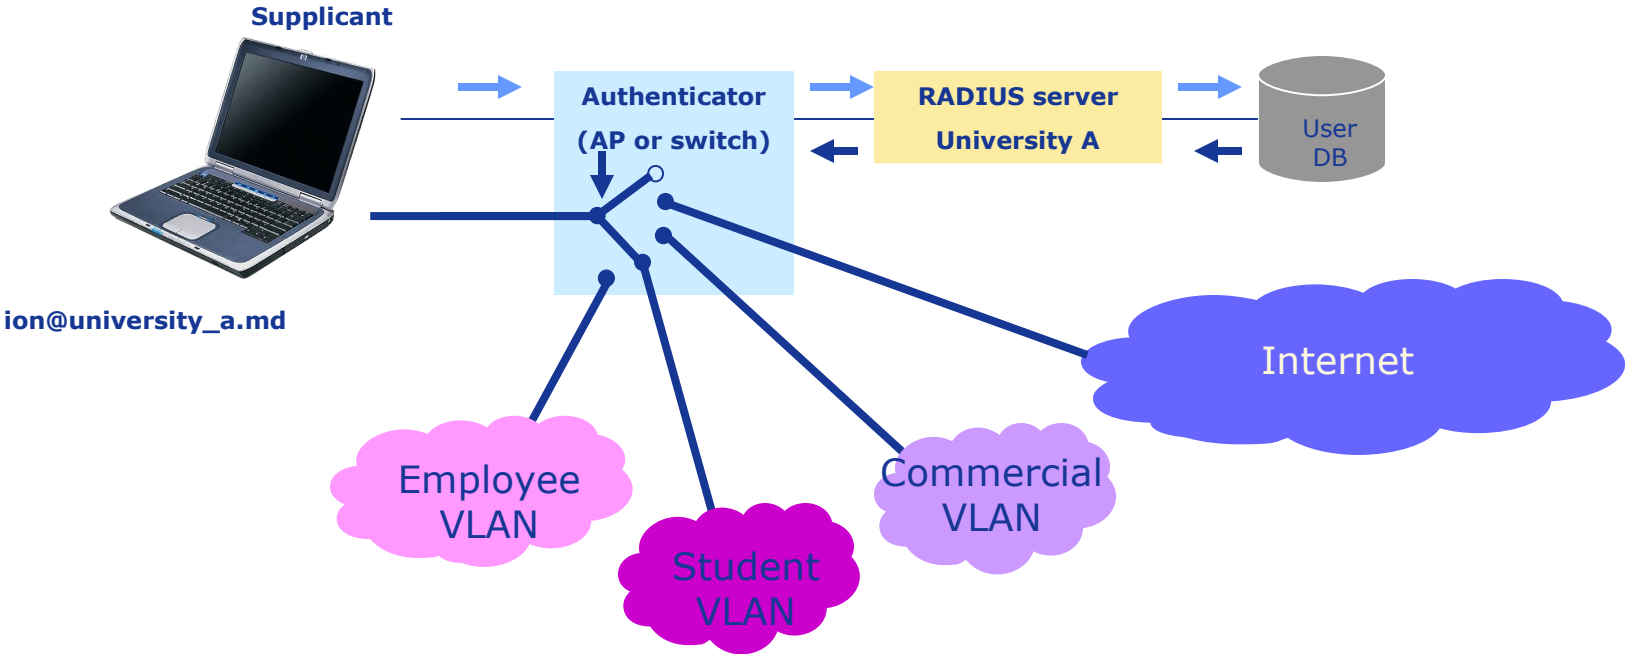 Supplicant
Authenticator
(AP or switch)
RADIUS server
University A
User
DB
ion@university_a.md
Internet
Employee
VLAN
Commercial
VLAN
Student
VLAN